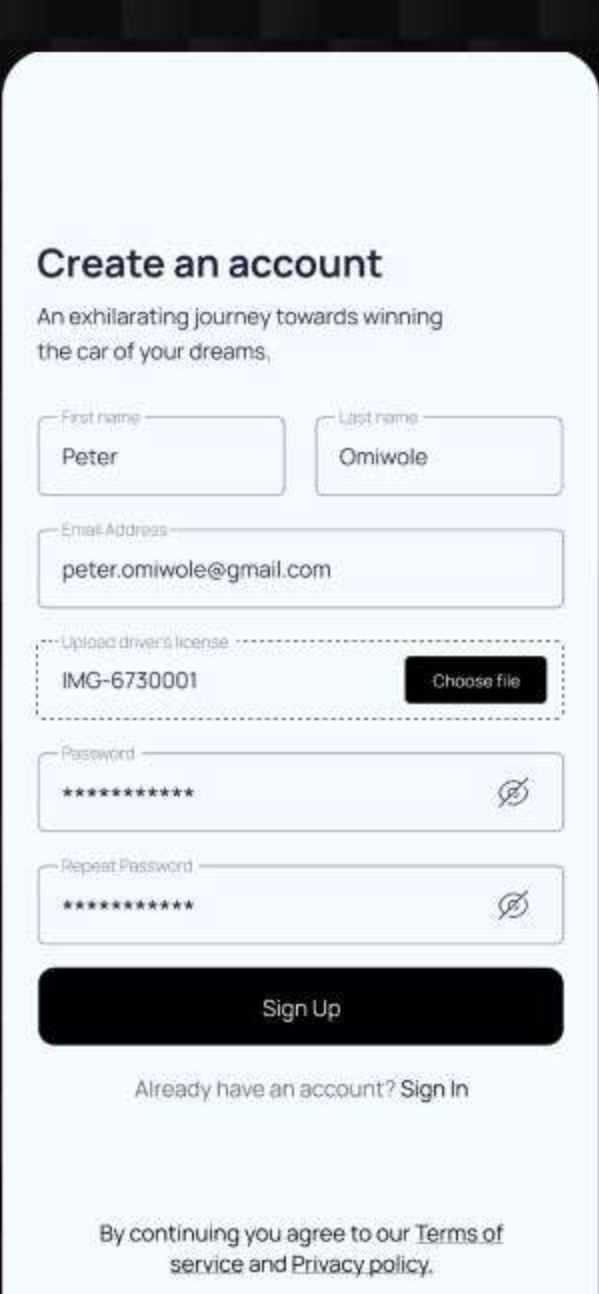 Create an account
An exhilarating journey towards winning
the car of your dreams.
First name
Last name
Peter
Omiwole
Email Address
peter.omiwole@gmail.com
Upload driver's license
IMG-6730001
Choose file
Password
***********
Repeat Password
***********
Sign Up
Already have an account? Sign In
By continuing you agree to our Terms of
service and Privacy policy.